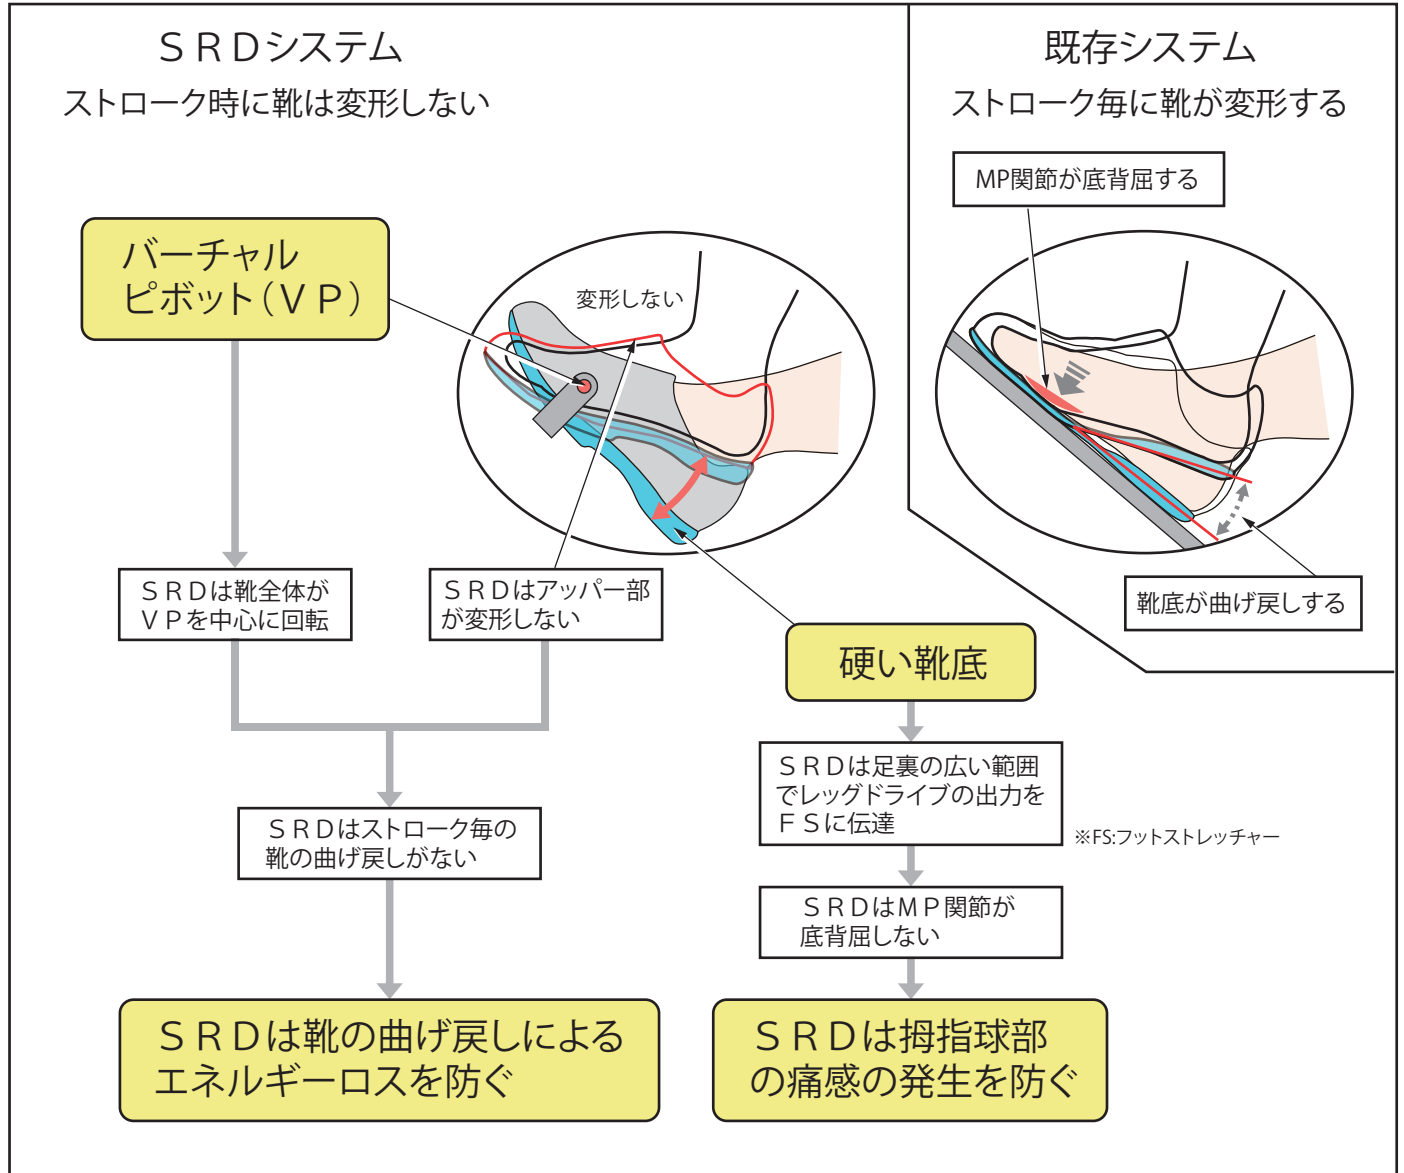 ＳＲＤシステム
ストローク時に靴は変形しない
既存システム
ストローク毎に靴が変形する
MP関節が底背屈する
バーチャル
ピボット（ＶＰ）
変形しない
ＳＲＤは靴全体が
ＶＰを中心に回転
ＳＲＤはアッパー部
が変形しない
靴底が曲げ戻しする
硬い靴底
ＳＲＤは足裏の広い範囲
でレッグドライブの出力を
ＦＳに伝達
※FS:フットストレッチャー
ＳＲＤはストローク毎の
靴の曲げ戻しがない
ＳＲＤはＭＰ関節が
底背屈しない
ＳＲＤは靴の曲げ戻しによる
エネルギーロスを防ぐ
ＳＲＤは拇指球部
の痛感の発生を防ぐ